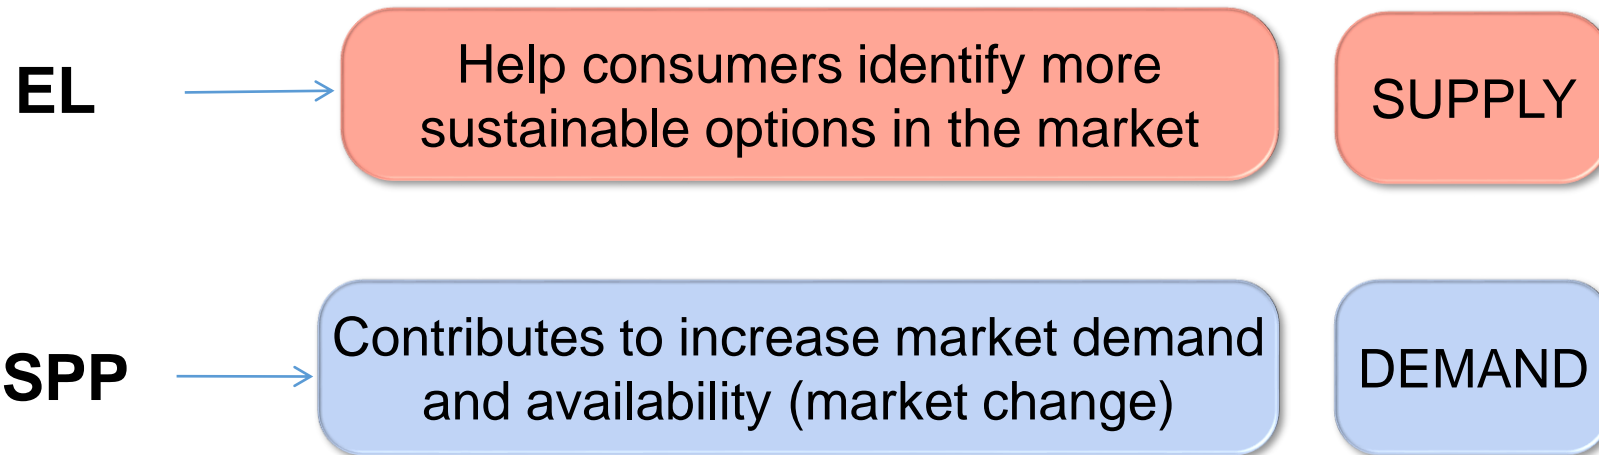 EL
Help consumers identify more
sustainable options in the market
SUPPLY
SPP
Contributes to increase market demand
and availability (market change)
DEMAND